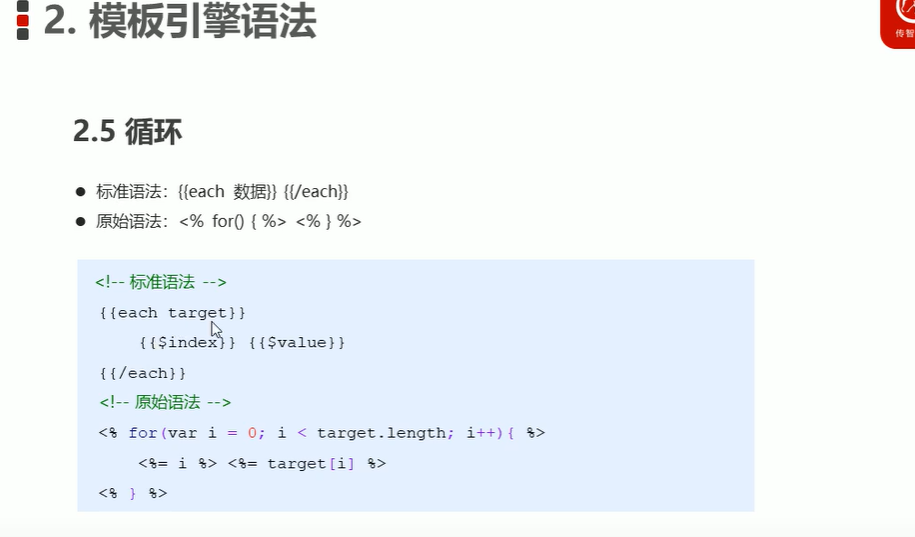 2. 模板引擎语法
传智
2.5 循环
● 标准语法：{{each 数据}} {{/each}}
● 原始语法：<% for() { %> <% } %>
<!-- 标准语法 -->
{{each target}}
    {{$index}} {{$value}}
{{/each}}
<!-- 原始语法 -->
<% for(var i = 0; i < target.length; i++){ %>
    <%= i %> <%= target[i] %>
<% } %>